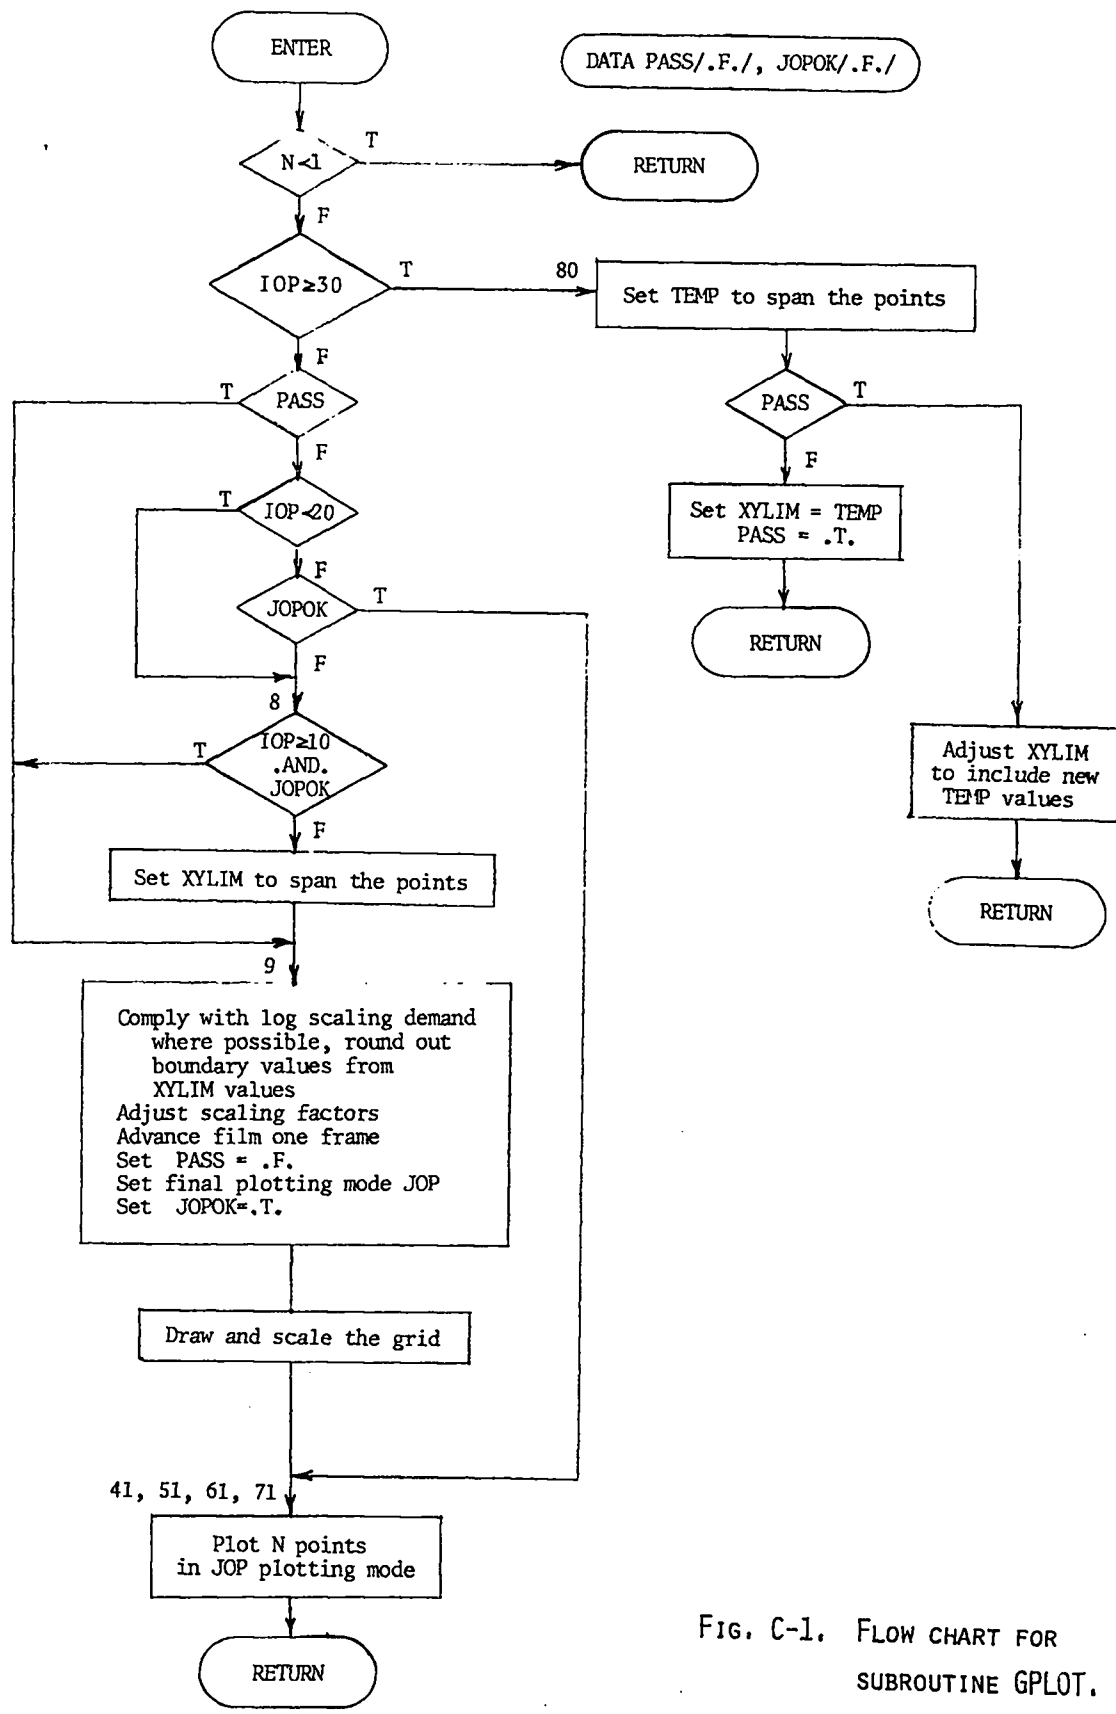 ENTER
DATA PASS/.F./, JOPOK/.F./
N<1
T
RETURN
F
IOP≥30
T
80
Set TEMP to span the points
F
T
PASS
PASS
T
F
F
T
IOP<20
Set XYLIM = TEMP
PASS = .T.
F
JOPOK
T
RETURN
F
8
T
IOP≥10
.AND.
JOPOK
Adjust XYLIM
to include new
TEMP values
F
Set XYLIM to span the points
RETURN
9
Comply with log scaling demand
where possible, round out
boundary values from
XYLIM values
Adjust scaling factors
Advance film one frame
Set PASS = .F.
Set final plotting mode JOP
Set JOPOK=.T.
Draw and scale the grid
41, 51, 61, 71
Plot N points
in JOP plotting mode
RETURN
FIG. C-1. FLOW CHART FOR
SUBROUTINE GPLOT.